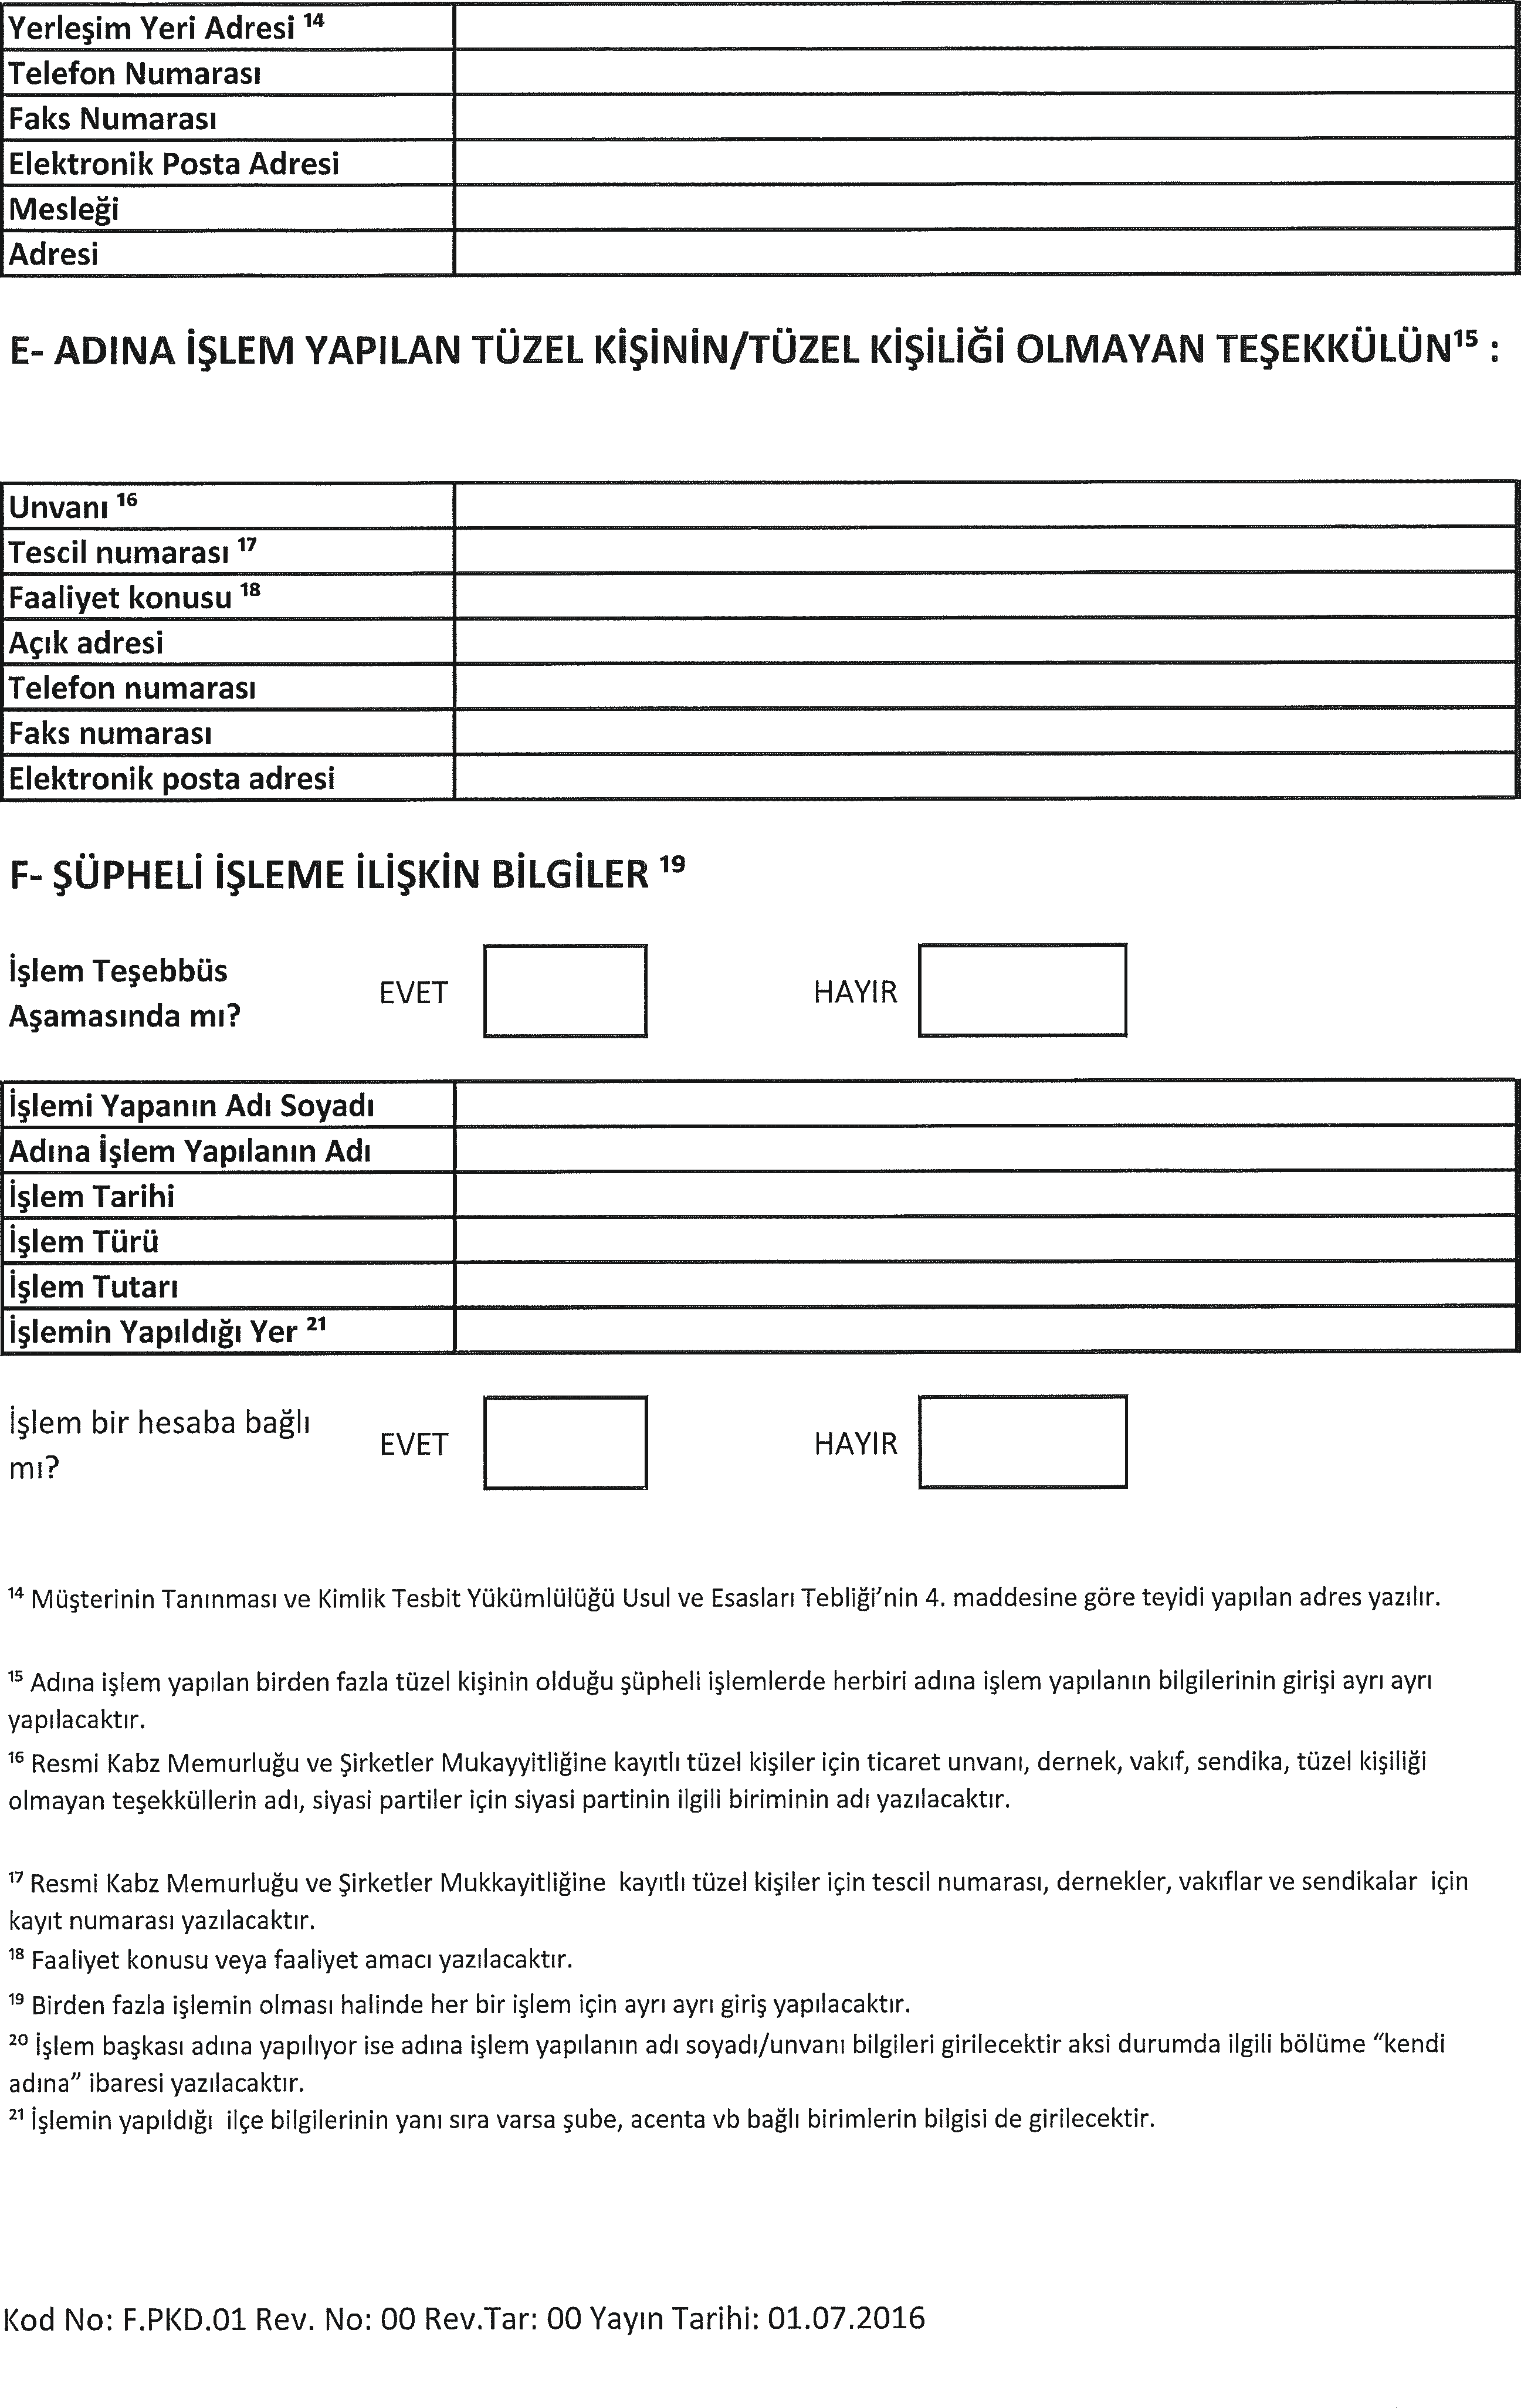 Yerleşim Yeri Adresi 14
Telefon Numarası
Faks Numarası
Elektronik Posta Adresi
Mesleği
Adresi
E- ADINA İŞLEM YAPILAN TÜZEL KİŞİNİN/TÜZEL KİŞİLİĞİ OLMAYAN TEŞEKKÜLÜN15 :
Unvanı 16
Tescil numarası 17
Faaliyet konusu 18
Açık adresi
Telefon numarası
Faks numarası
Elektronik posta adresi
F- ŞÜPHELİ İŞLEME İLİŞKİN BİLGİLER 19
İşlem Teşebbüs
Aşamasında mı?
EVET
HAYIR
İşlemi Yapanın Adı Soyadı
Adına İşlem Yapılanın Adı
İşlem Tarihi
İşlem Türü
İşlem Tutarı
İşlemin Yapıldığı Yer 21
İşlem bir hesaba bağlı
mı?
EVET
HAYIR
14 Müşterinin Tanınması ve Kimlik Tesbit Yükümlülüğü Usul ve Esasları Tebliği'nin 4. maddesine göre teyidi yapılan adres yazılır.
15 Adına işlem yapılan birden fazla tüzel kişinin olduğu şüpheli işlemlerde herbiri adına işlem yapılanın bilgilerinin girişi ayrı ayrı
yapılacaktır.
16 Resmi Kabz Memurluğu ve Şirketler Mukayyitliğine kayıtlı tüzel kişiler için ticaret unvanı, dernek, vakıf, sendika, tüzel kişiliği
olmayan teşekküllerin adı, siyasi partiler için siyasi partinin ilgili biriminin adı yazılacaktır.
17 Resmi Kabz Memurluğu ve Şirketler Mukkayitliğine kayıtlı tüzel kişiler için tescil numarası, dernekler, vakıflar ve sendikalar için
kayıt numarası yazılacaktır.
18 Faaliyet konusu veya faaliyet amacı yazılacaktır.
19 Birden fazla işlemin olması halinde her bir işlem için ayrı ayrı giriş yapılacaktır.
20 İşlem başkası adına yapılıyor ise adına işlem yapılanın adı soyadı/unvanı bilgileri girilecektir aksi durumda ilgili bölüme "kendi
adına" ibaresi yazılacaktır.
21 İşlemin yapıldığı ilçe bilgilerinin yanı sıra varsa şube, acenta vb bağlı birimlerin bilgisi de girilecektir.
Kod No: F.PKD.01 Rev. No: 00 Rev.Tar: 00 Yayın Tarihi: 01.07.2016